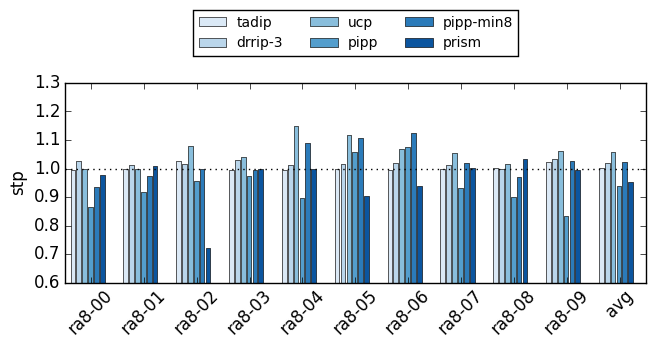 tadip ucp pipp-min8
drrip-3 pipp prism
1.3
1.2
1.1
1.0
0.9
0.8
0.7
0.6
stp
ra8-00 ra8-01 ra8-02 ra8-03 ra8-04 ra8-05 ra8-06 ra8-07 ra8-08 ra8-09 avg